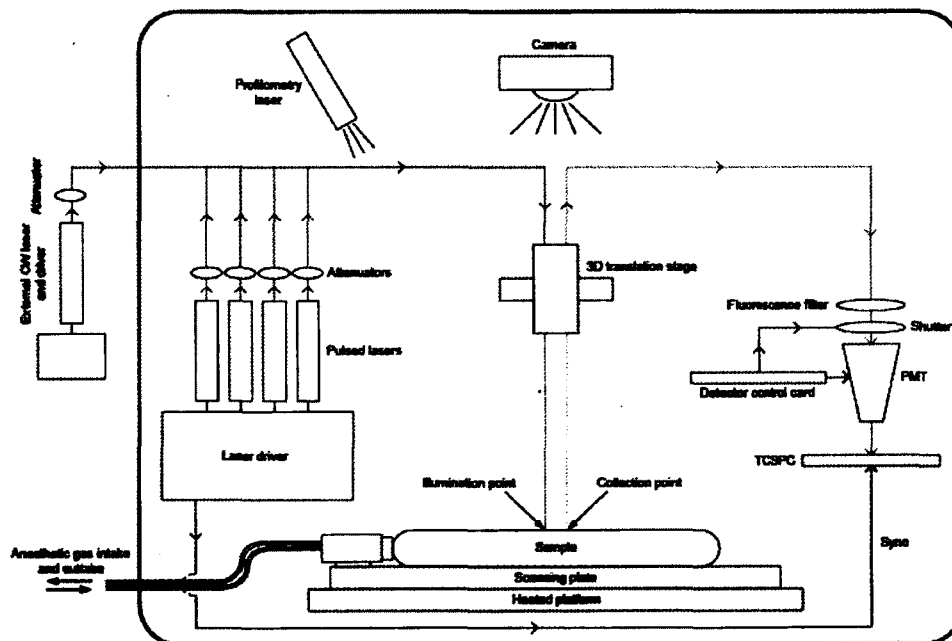 Camera
Profilometry
laser
Attenuator
External CW laser
and driver
3D translation stage
Attenuators
Fluorescence filter
Shutter
Pulsed lasers
PMT
Detector control card
Laser driver
TCSPC
Illumination point
Collection point
Anesthetic gas intake
and outtake
Sample
Sync
Scanning plate
Heated platform